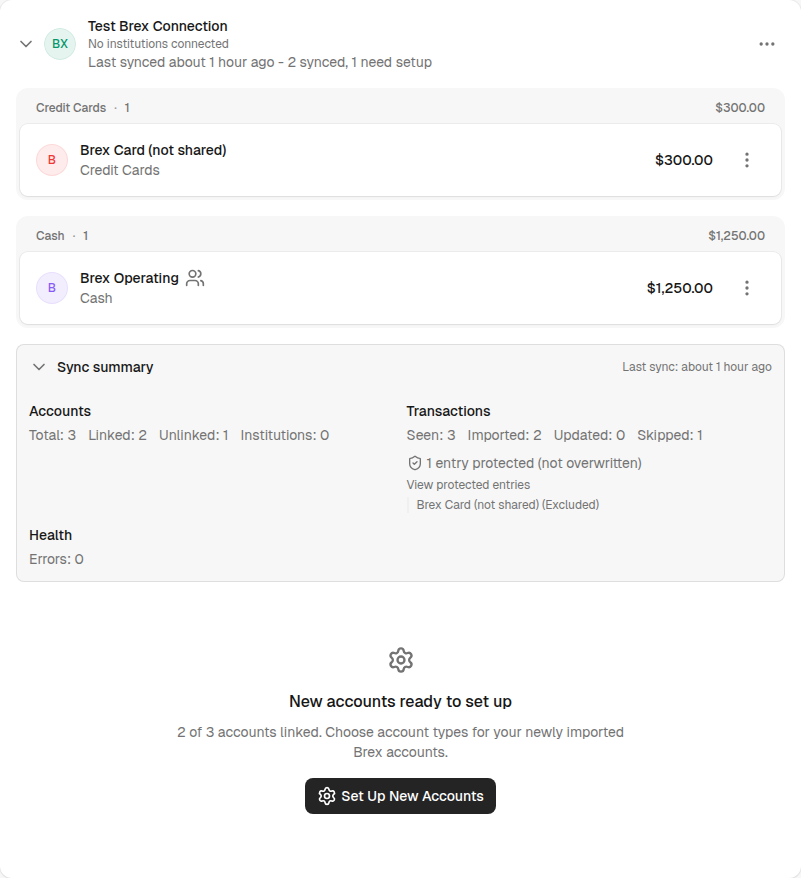 BX
Test Brex Connection
No institutions connected
Last synced about 1 hour ago - 2 synced, 1 need setup
Credit Cards · 1 $300.00
B
Brex Card (not shared)
Credit Cards
$300.00
Cash · 1 $1,250.00
B
Brex Operating
Cash
$1,250.00
Sync summary Last sync: about 1 hour ago
Accounts
Total: 3 Linked: 2 Unlinked: 1 Institutions: 0
Transactions
Seen: 3 Imported: 2 Updated: 0 Skipped: 1
1 entry protected (not overwritten)
View protected entries
Brex Card (not shared) (Excluded)
Health
Errors: 0
New accounts ready to set up
2 of 3 accounts linked. Choose account types for your newly imported
Brex accounts.
Set Up New Accounts